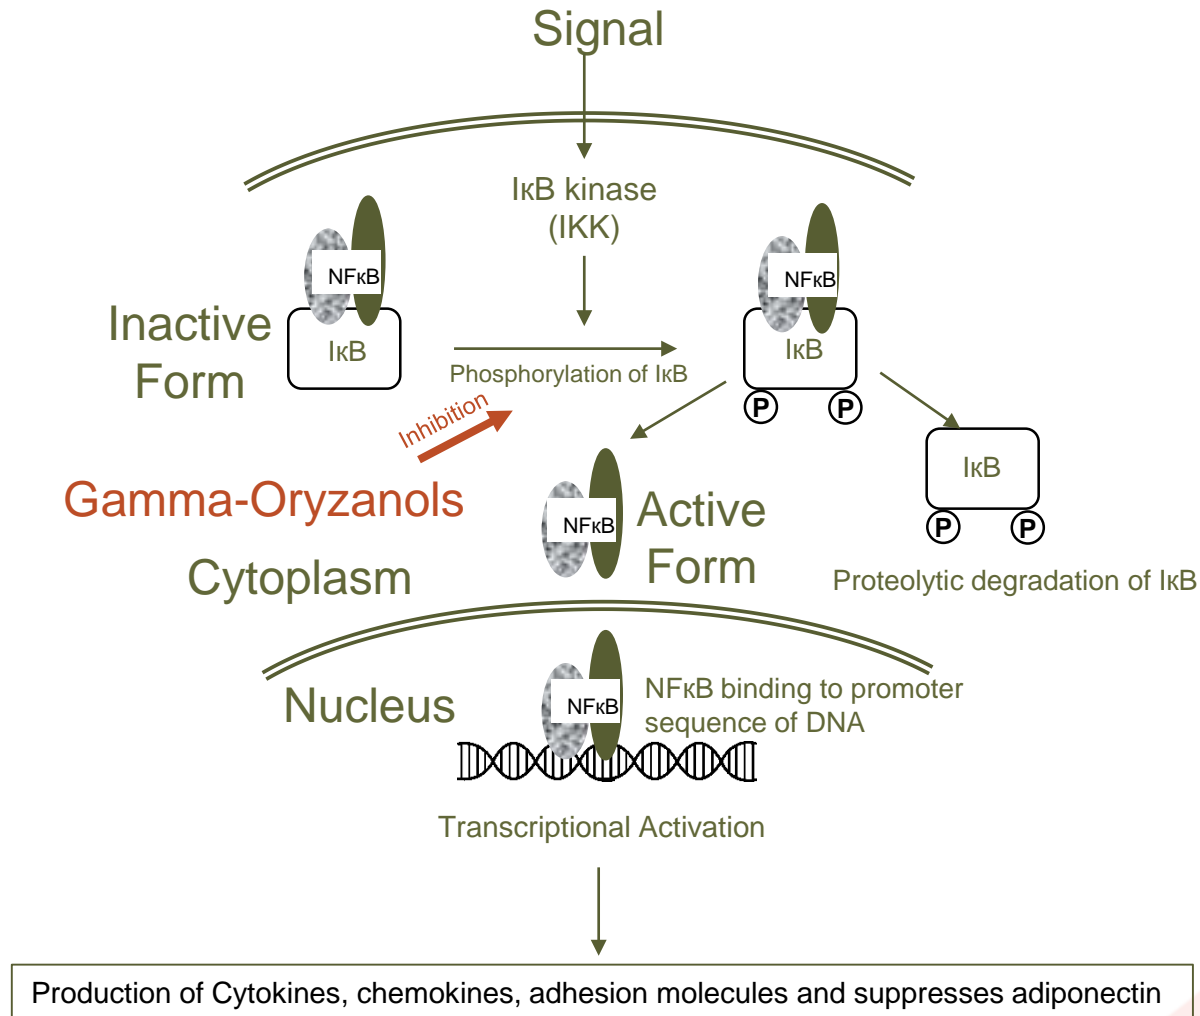 Signal
IκB kinase
(IKK)
NFκB
NFκB
Inactive
Form
IκB
IκB
Phosphorylation of IκB
P
P
Inhibition
Gamma-Oryzanols
NFκB
Active
Form
IκB
P
P
Cytoplasm
Proteolytic degradation of IκB
Nucleus
NFκB
NFκB binding to promoter
sequence of DNA
Transcriptional Activation
Production of Cytokines, chemokines, adhesion molecules and suppresses adiponectin